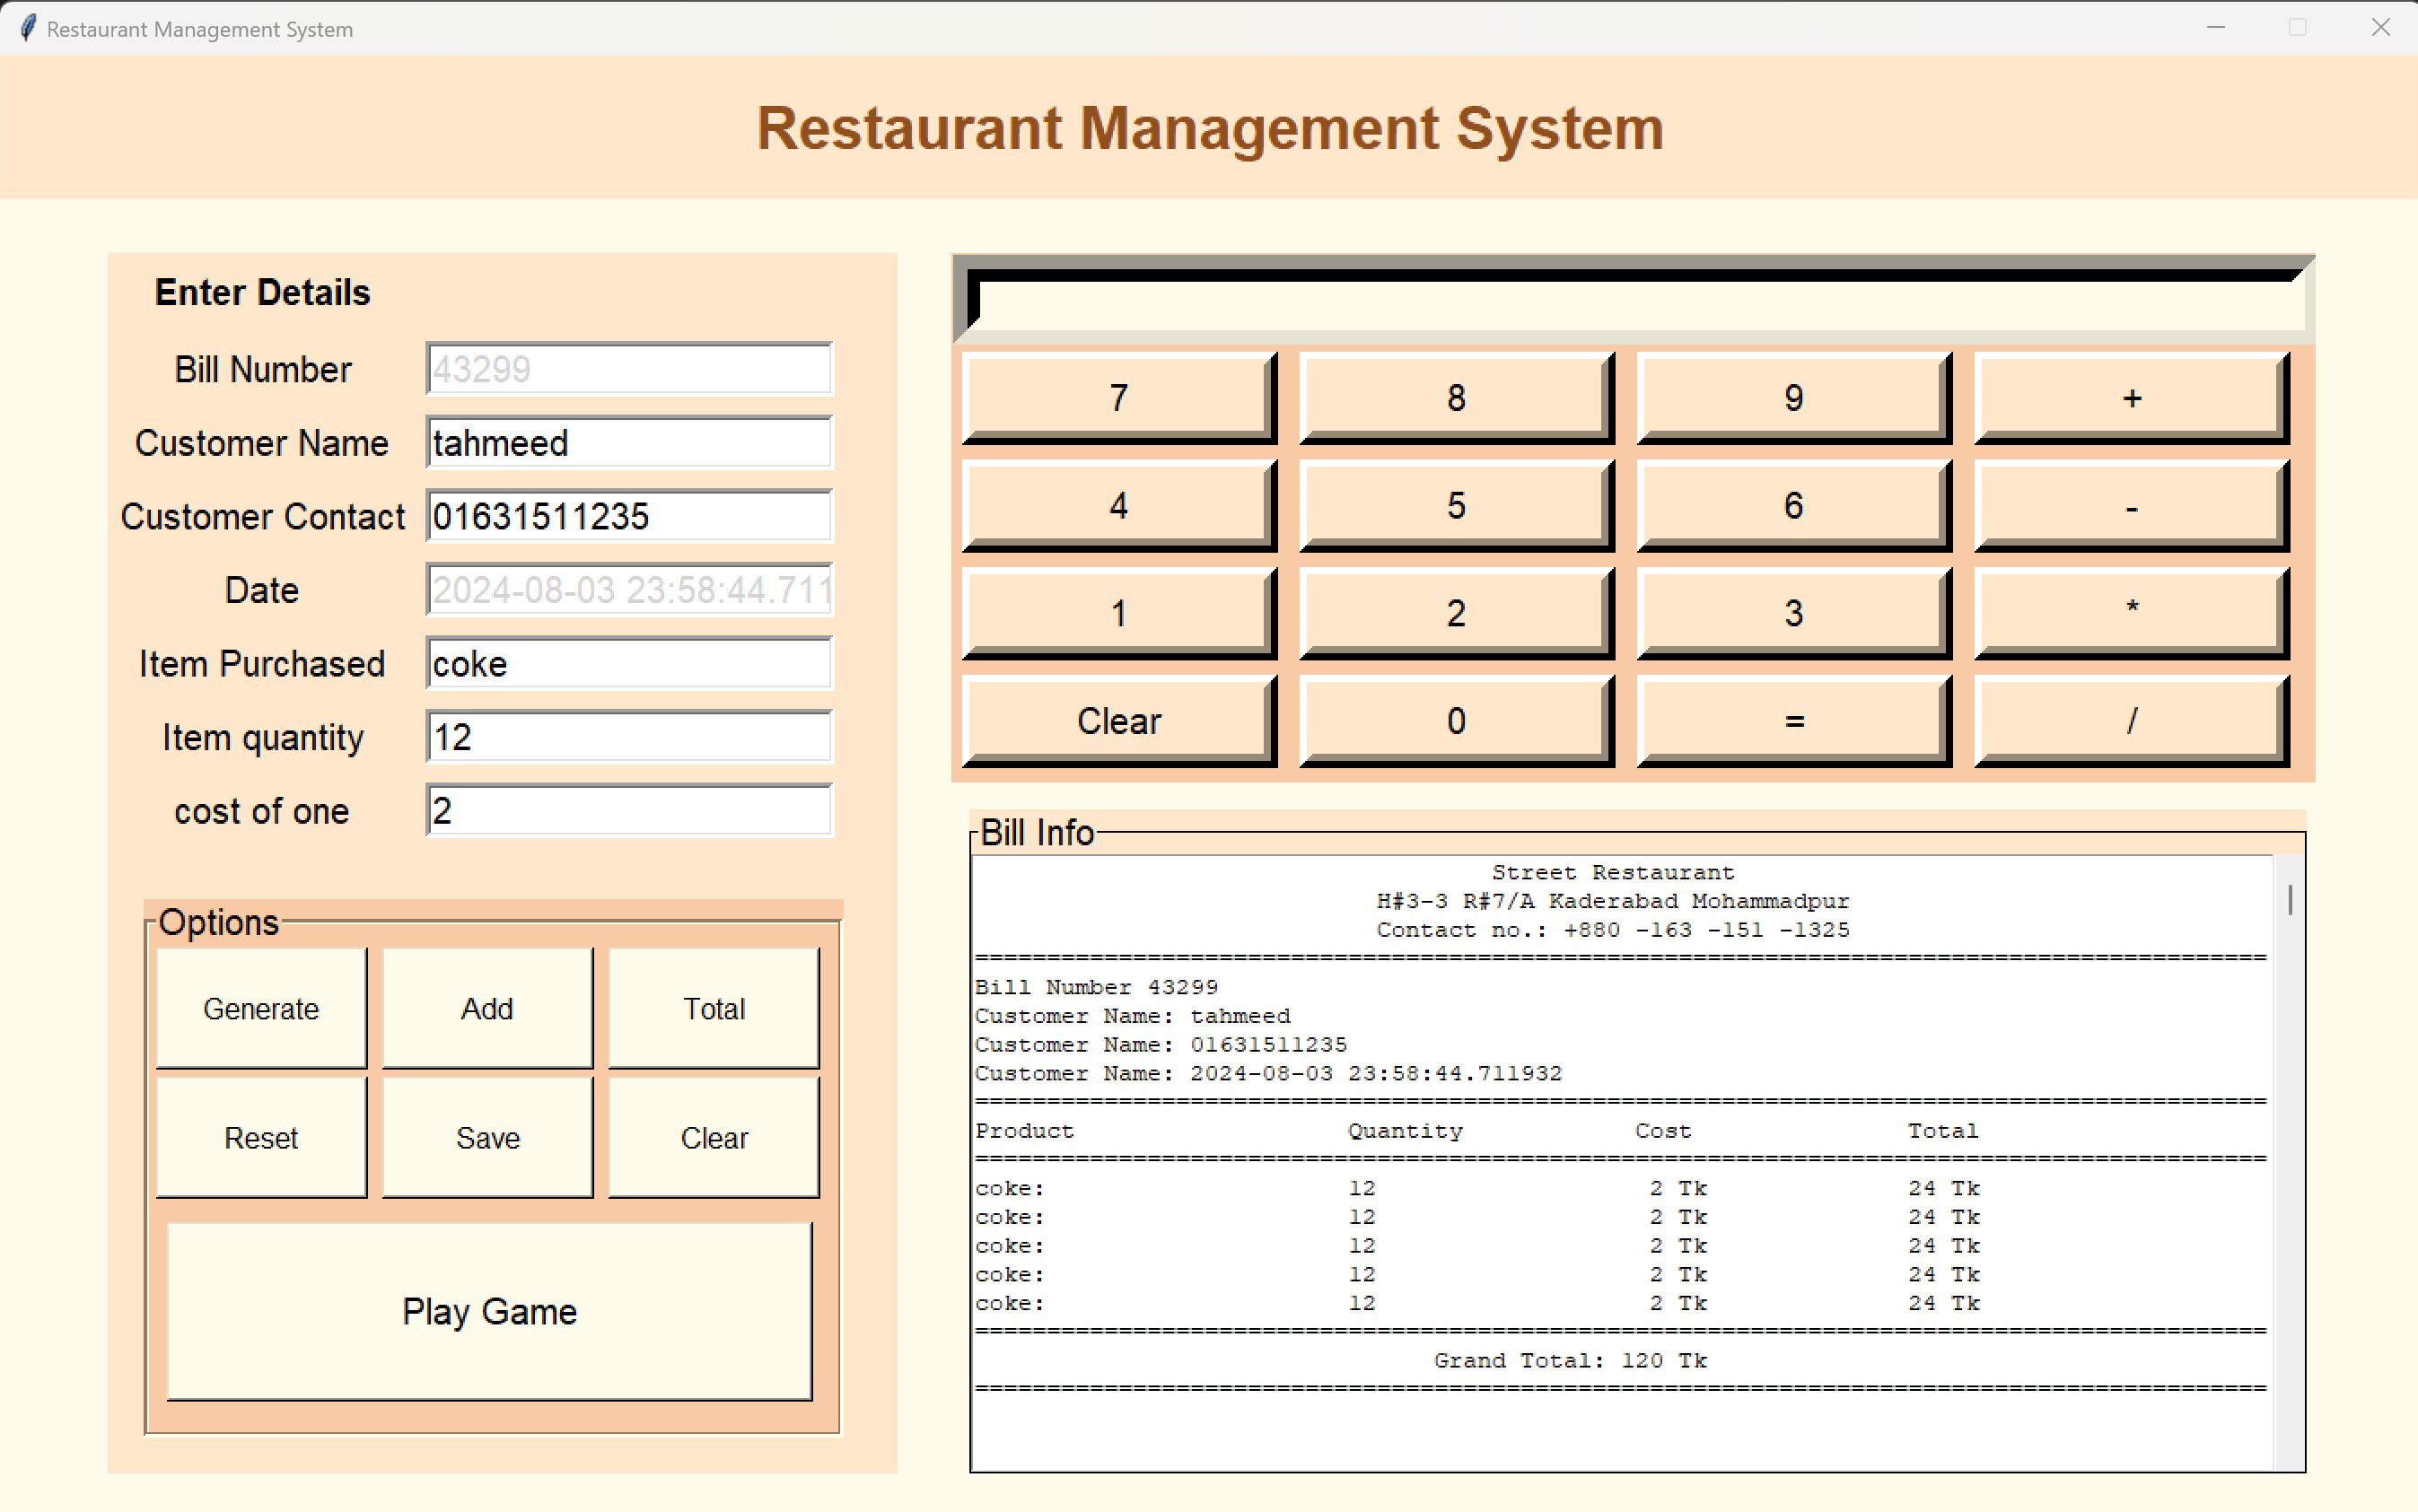 Restaurant Management System
Restaurant Management System
Enter Details
Bill Number 43299
Customer Name tahmeed
Customer Contact 01631511235
Date 2024-08-03 23:58:44.711
Item Purchased coke
Item quantity 12
cost of one 2
Options
Generate Add Total
Reset Save Clear
Play Game
7 8 9 +
4 5 6 -
1 2 3 *
Clear 0 = /
Bill Info
Street Restaurant
H#3-3 R#7/A Kaderabad Mohammadpur
Contact no.: +880 -163 -151 -1325
==========================================================================================
Bill Number 43299
Customer Name: tahmeed
Customer Name: 01631511235
Customer Name: 2024-08-03 23:58:44.711932
==========================================================================================
Product Quantity Cost Total
==========================================================================================
coke: 12 2 Tk 24 Tk
coke: 12 2 Tk 24 Tk
coke: 12 2 Tk 24 Tk
coke: 12 2 Tk 24 Tk
coke: 12 2 Tk 24 Tk
==========================================================================================
Grand Total: 120 Tk
==========================================================================================